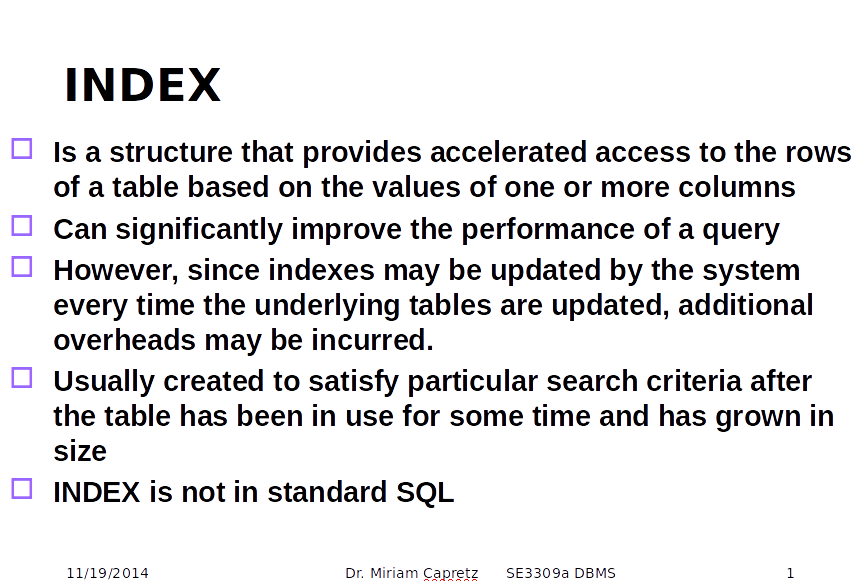 INDEX
Is a structure that provides accelerated access to the rows
of a table based on the values of one or more columns
Can significantly improve the performance of a query
However, since indexes may be updated by the system
every time the underlying tables are updated, additional
overheads may be incurred.
Usually created to satisfy particular search criteria after
the table has been in use for some time and has grown in
size
INDEX is not in standard SQL
11/19/2014 Dr. Miriam Capretz SE3309a DBMS 1